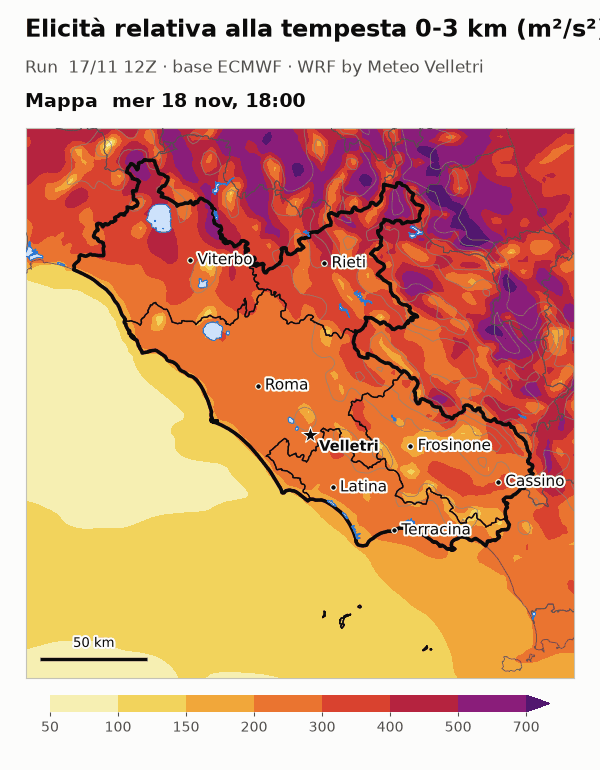 Elicità relativa alla tempesta 0-3 km (m²/s²)
Run 17/11 12Z · base ECMWF · WRF by Meteo Velletri
Mappa mer 18 nov, 18:00
Viterbo
Rieti
Roma
Velletri
Frosinone
Latina
Cassino
Terracina
50 km
50 100 150 200 300 400 500 700